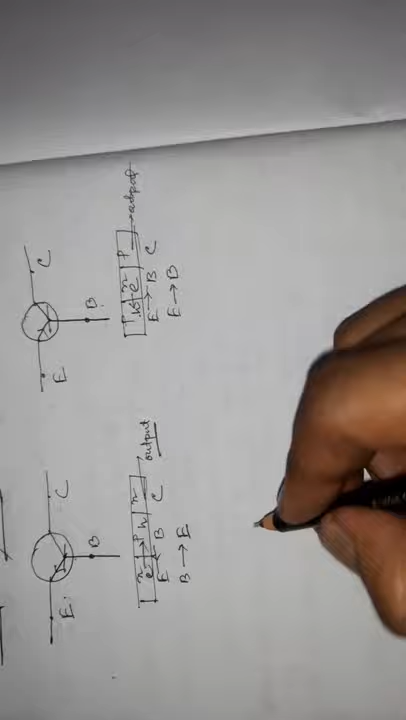 E C
B
n e p h n → output
E B C
B → E
E C
B
p h n e p → output
E → B C
E → B